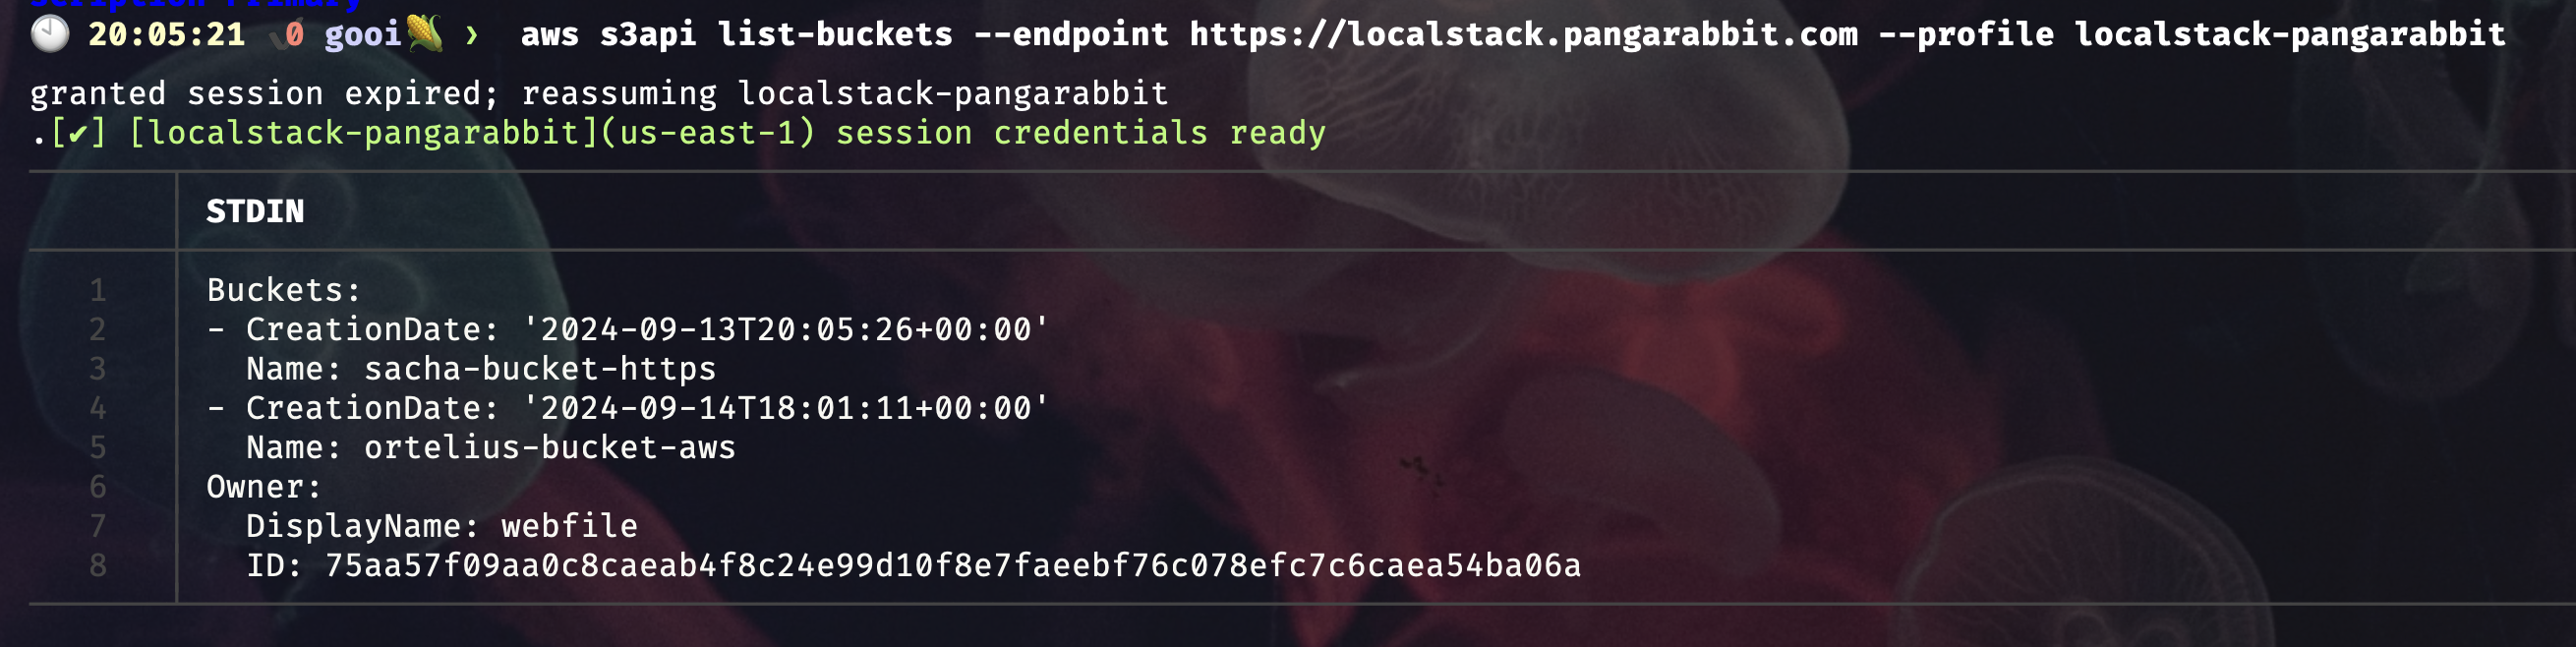 Scription Primary
20:05:21 0 gooi🌽 › aws s3api list-buckets --endpoint https://localstack.pangarabbit.com --profile localstack-pangarabbit
granted session expired; reassuming localstack-pangarabbit
.[✔] [localstack-pangarabbit](us-east-1) session credentials ready
STDIN
1 Buckets:
2 - CreationDate: '2024-09-13T20:05:26+00:00'
3 Name: sacha-bucket-https
4 - CreationDate: '2024-09-14T18:01:11+00:00'
5 Name: ortelius-bucket-aws
6 Owner:
7 DisplayName: webfile
8 ID: 75aa57f09aa0c8caeab4f8c24e99d10f8e7faeebf76c078efc7c6caea54ba06a